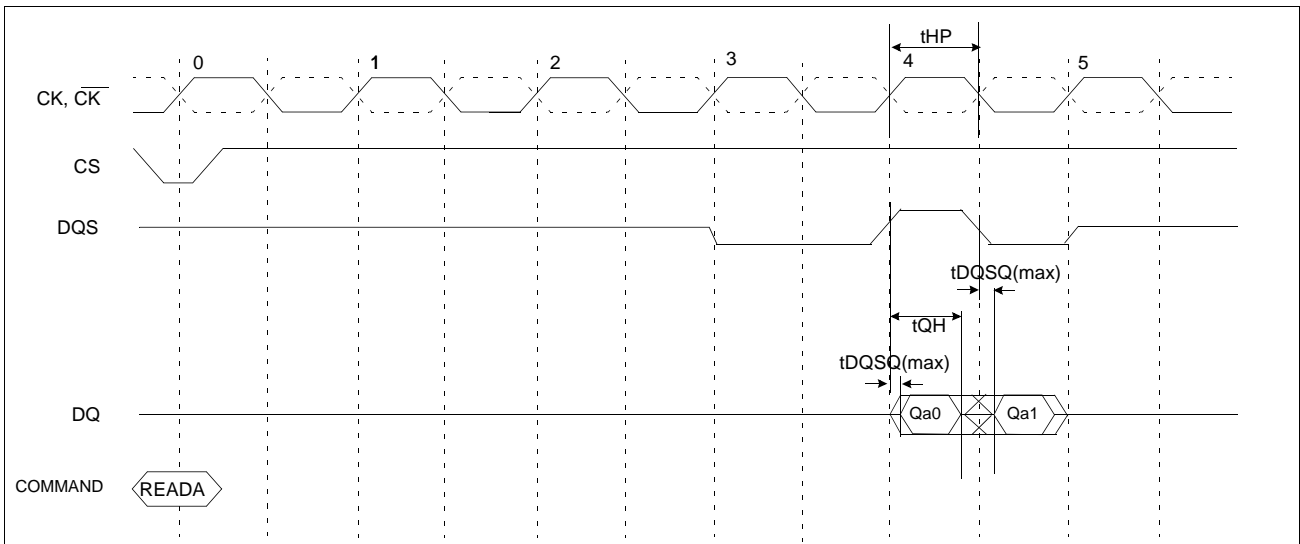 tHP
0 1 2 3 4 5
CK, C̅K̅
CS
DQS
tDQSQ(max)
tQH
tDQSQ(max)
DQ
Qa0 Qa1
COMMAND
READA